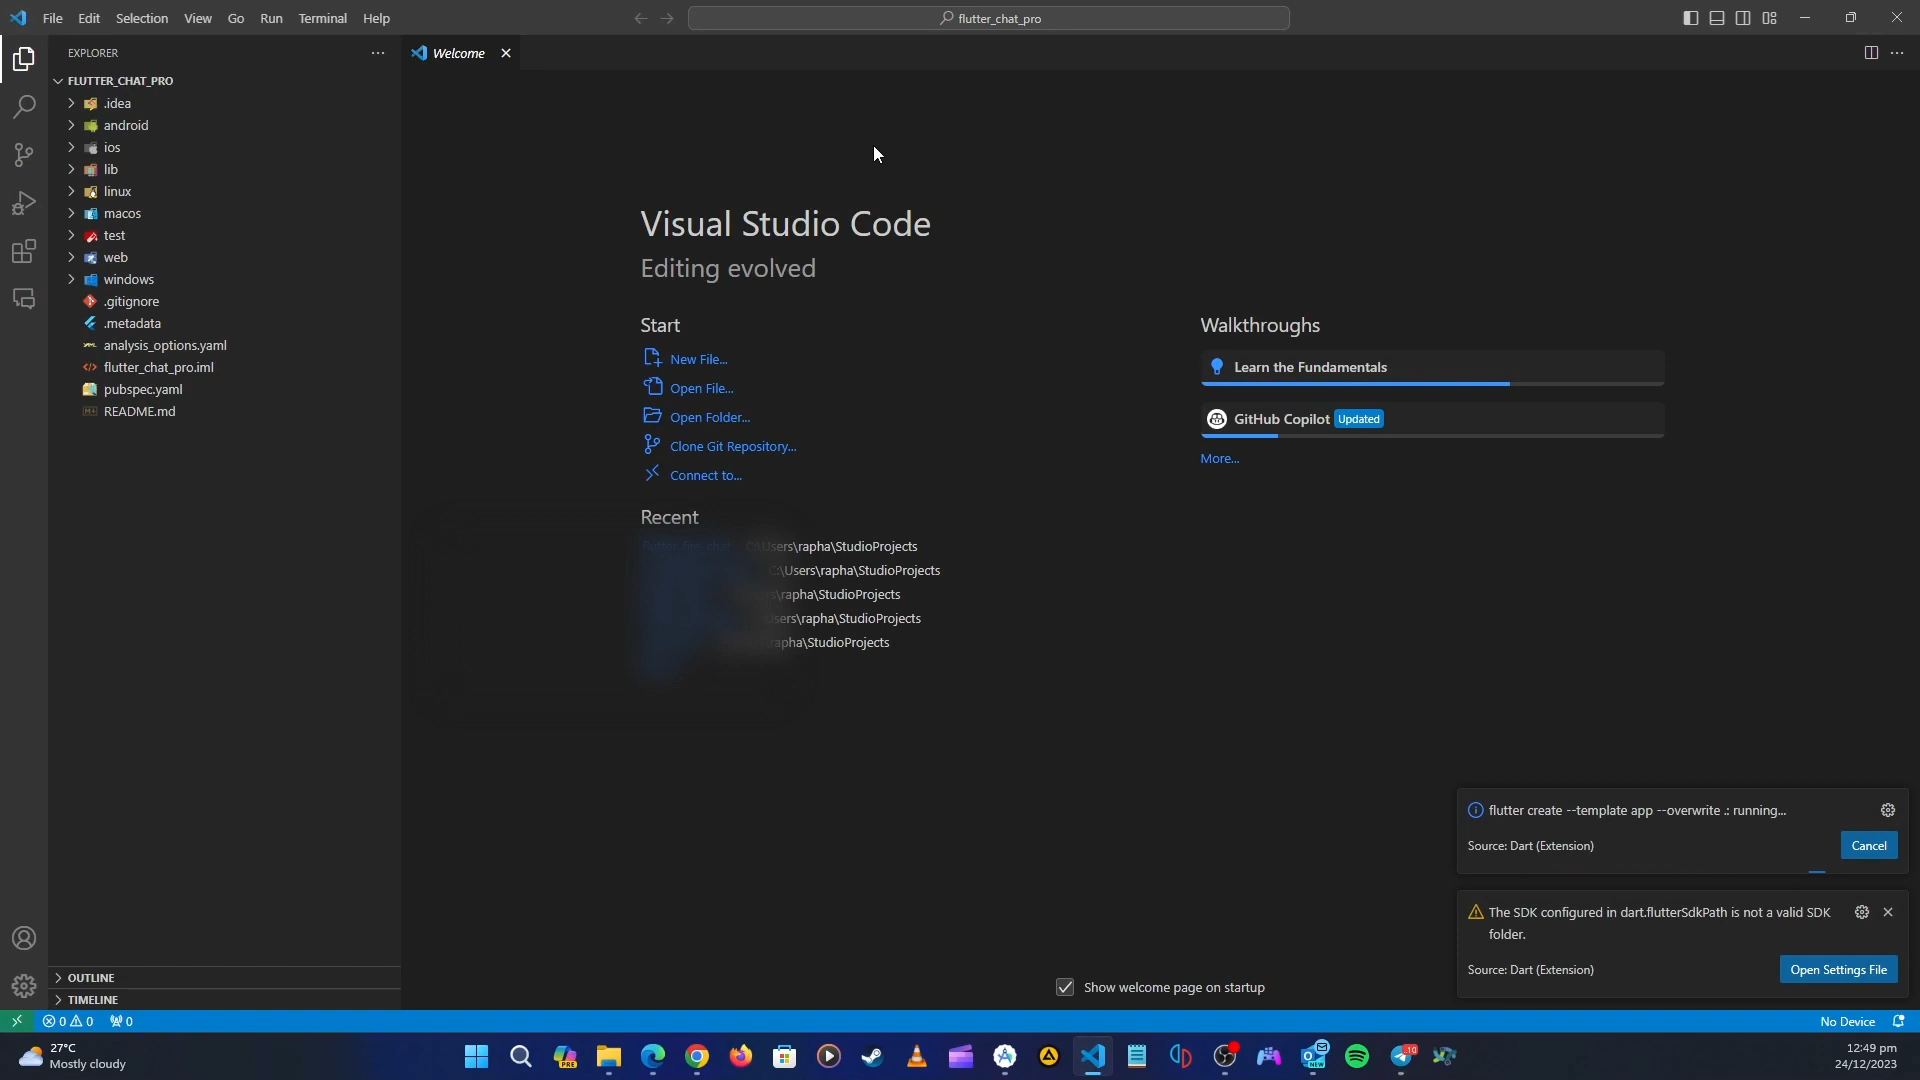 File Edit Selection View Go Run Terminal Help
flutter_chat_pro
EXPLORER
Welcome
FLUTTER_CHAT_PRO
.idea
android
ios
lib
linux
macos
test
web
windows
.gitignore
.metadata
analysis_options.yaml
flutter_chat_pro.iml
pubspec.yaml
README.md
OUTLINE
TIMELINE
Visual Studio Code
Editing evolved
Start
New File...
Open File...
Open Folder...
Clone Git Repository...
Connect to...
Recent
C:\Users\rapha\StudioProjects
C:\Users\rapha\StudioProjects
\rapha\StudioProjects
Users\rapha\StudioProjects
rapha\StudioProjects
Walkthroughs
Learn the Fundamentals
GitHub Copilot Updated
More...
Show welcome page on startup
flutter create --template app --overwrite .: running...
Source: Dart (Extension)
Cancel
The SDK configured in dart.flutterSdkPath is not a valid SDK
folder.
Source: Dart (Extension)
Open Settings File
0 0 0
No Device
27°C
Mostly cloudy
PRE
NEW
10
12:49 pm
24/12/2023